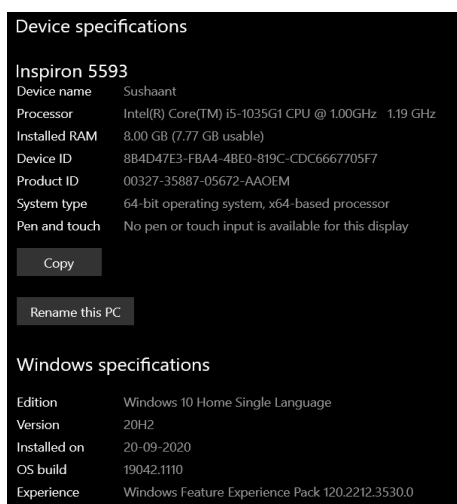 Device specifications
Inspiron 5593
Device name Sushaant
Processor Intel(R) Core(TM) i5-1035G1 CPU @ 1.00GHz 1.19 GHz
Installed RAM 8.00 GB (7.77 GB usable)
Device ID 8B4D47E3-FBA4-4BE0-819C-CDC6667705F7
Product ID 00327-35887-05672-AAOEM
System type 64-bit operating system, x64-based processor
Pen and touch No pen or touch input is available for this display
Copy
Rename this PC
Windows specifications
Edition Windows 10 Home Single Language
Version 20H2
Installed on 20-09-2020
OS build 19042.1110
Experience Windows Feature Experience Pack 120.2212.3530.0